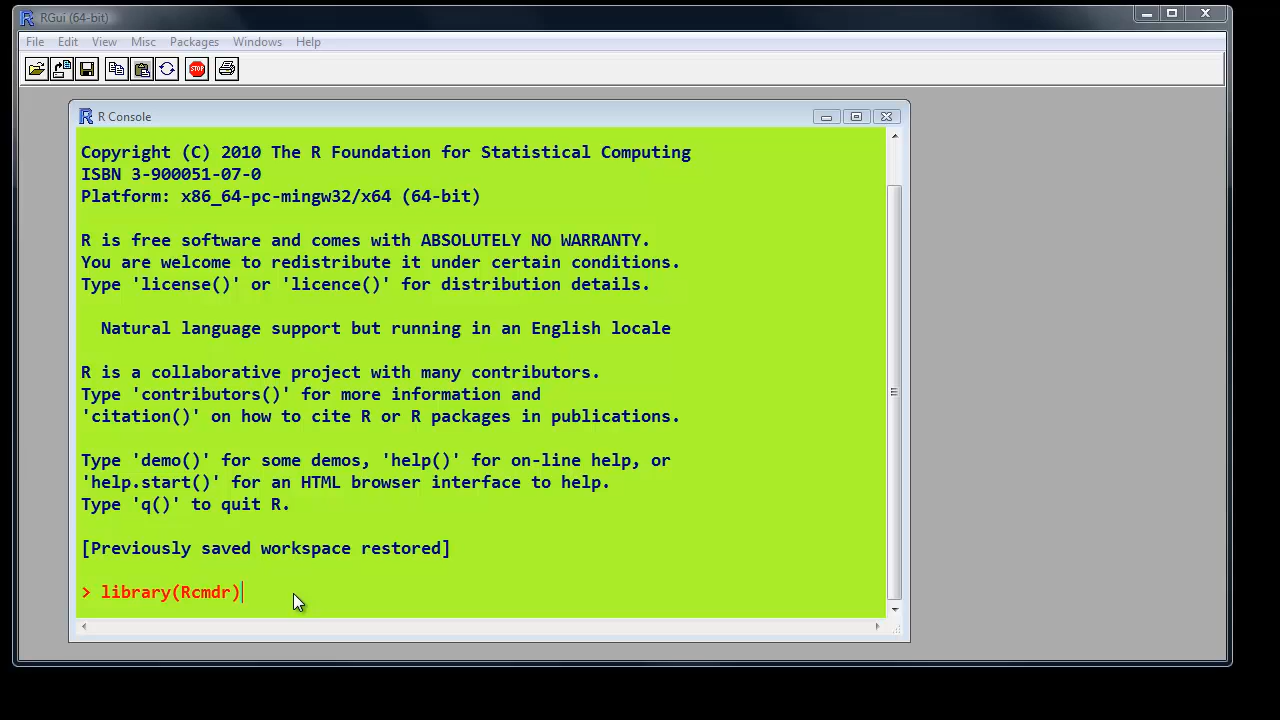 RGui (64-bit)
File Edit View Misc Packages Windows Help
STOP
R Console
Copyright (C) 2010 The R Foundation for Statistical Computing
ISBN 3-900051-07-0
Platform: x86_64-pc-mingw32/x64 (64-bit)
R is free software and comes with ABSOLUTELY NO WARRANTY.
You are welcome to redistribute it under certain conditions.
Type 'license()' or 'licence()' for distribution details.
Natural language support but running in an English locale
R is a collaborative project with many contributors.
Type 'contributors()' for more information and
'citation()' on how to cite R or R packages in publications.
Type 'demo()' for some demos, 'help()' for on-line help, or
'help.start()' for an HTML browser interface to help.
Type 'q()' to quit R.
[Previously saved workspace restored]
> library(Rcmdr)